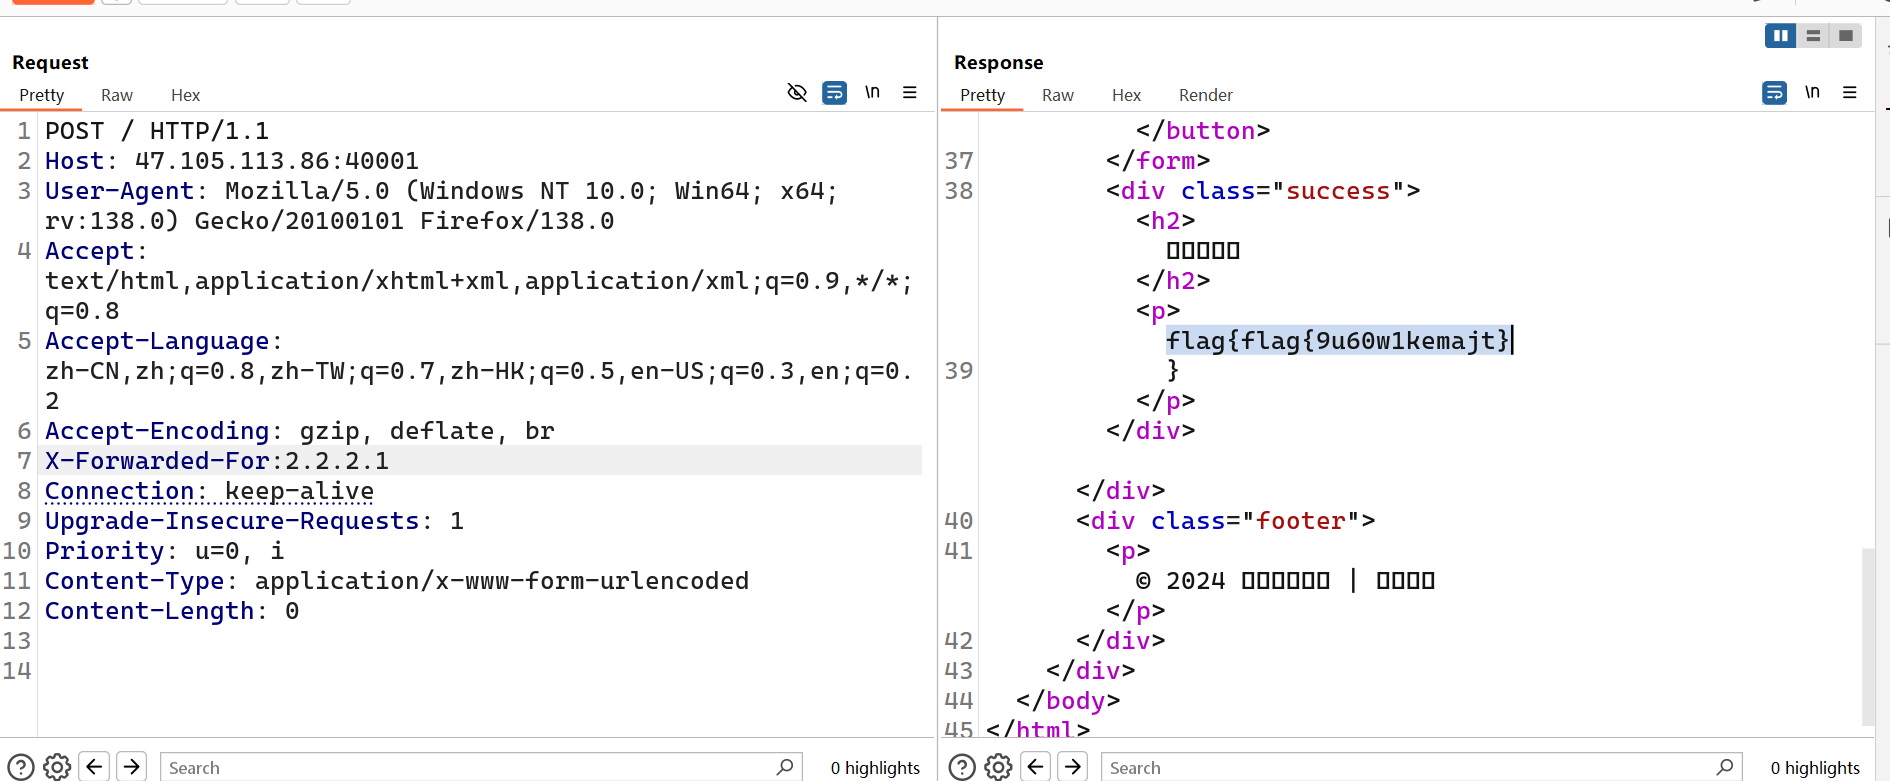 Request
Pretty Raw Hex
\n
1 POST / HTTP/1.1
2 Host: 47.105.113.86:40001
3 User-Agent: Mozilla/5.0 (Windows NT 10.0; Win64; x64;
rv:138.0) Gecko/20100101 Firefox/138.0
4 Accept:
text/html,application/xhtml+xml,application/xml;q=0.9,*/*;
q=0.8
5 Accept-Language:
zh-CN,zh;q=0.8,zh-TW;q=0.7,zh-HK;q=0.5,en-US;q=0.3,en;q=0.
2
6 Accept-Encoding: gzip, deflate, br
7 X-Forwarded-For:2.2.2.1
8 Connection: keep-alive
9 Upgrade-Insecure-Requests: 1
10 Priority: u=0, i
11 Content-Type: application/x-www-form-urlencoded
12 Content-Length: 0
13
14
Search
0 highlights
Response
Pretty Raw Hex Render
\n
</button>
37 </form>
38 <div class="success">
<h2>
▯▯▯▯▯
</h2>
<p>
flag{flag{9u60w1kemajt}
39 }
</p>
</div>
</div>
40 <div class="footer">
41 <p>
© 2024 ▯▯▯▯▯▯ | ▯▯▯▯
</p>
42 </div>
43 </div>
44 </body>
45 </html>
Search
0 highlights